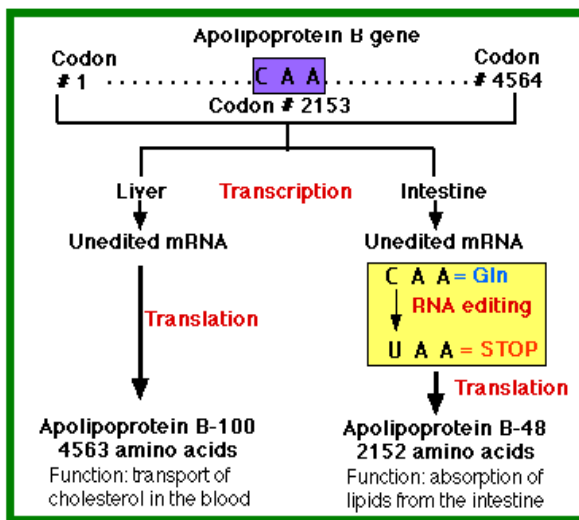 Apolipoprotein B gene
Codon # 1 . . . . . . . . . . . . C A A . . . . . . . . . . . . Codon # 4564
Codon # 2153
Liver Transcription Intestine
Unedited mRNA Unedited mRNA
C A A = Gln
RNA editing
U A A = STOP
Translation
Translation
Apolipoprotein B-100
4563 amino acids
Function: transport of
cholesterol in the blood
Apolipoprotein B-48
2152 amino acids
Function: absorption of
lipids from the intestine